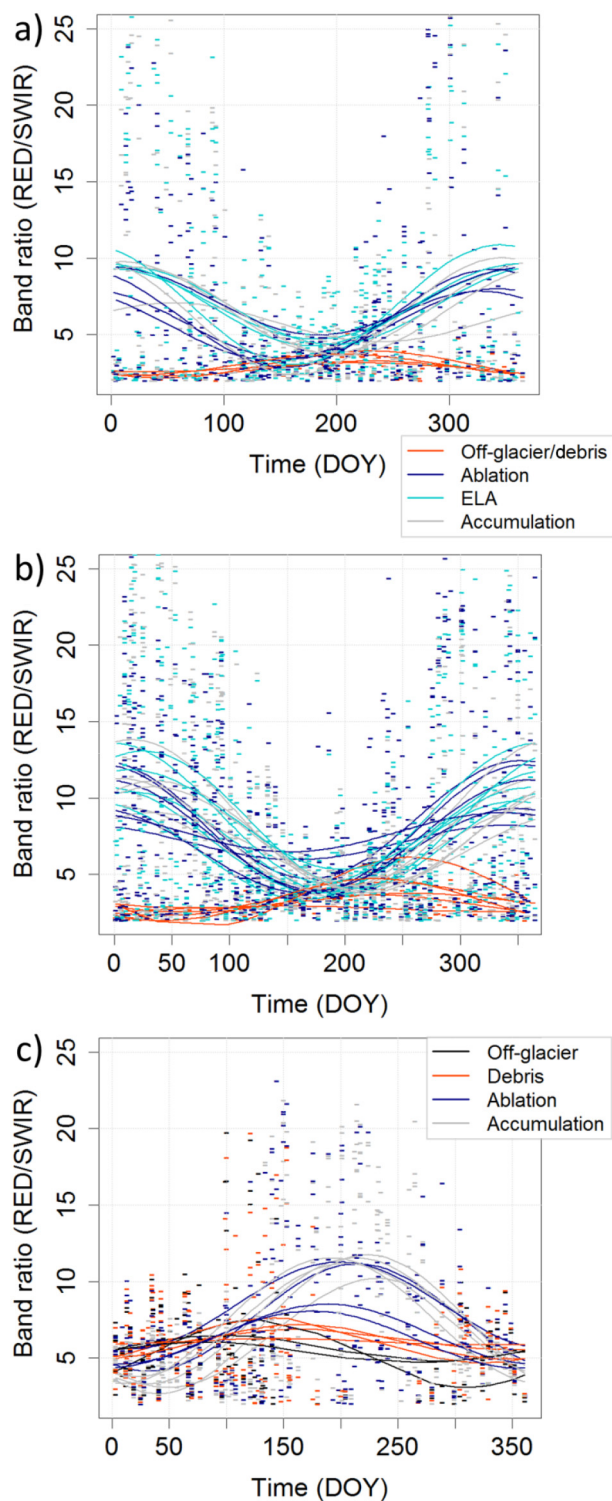 a)
25
20
15
10
5
Band ratio (RED/SWIR)
0 100 200 300
Time (DOY)
Off-glacier/debris
Ablation
ELA
Accumulation
b)
25
20
15
10
5
Band ratio (RED/SWIR)
0 50 100 200 300
Time (DOY)
c)
25
20
15
10
5
Band ratio (RED/SWIR)
Off-glacier
Debris
Ablation
Accumulation
0 50 150 250 350
Time (DOY)